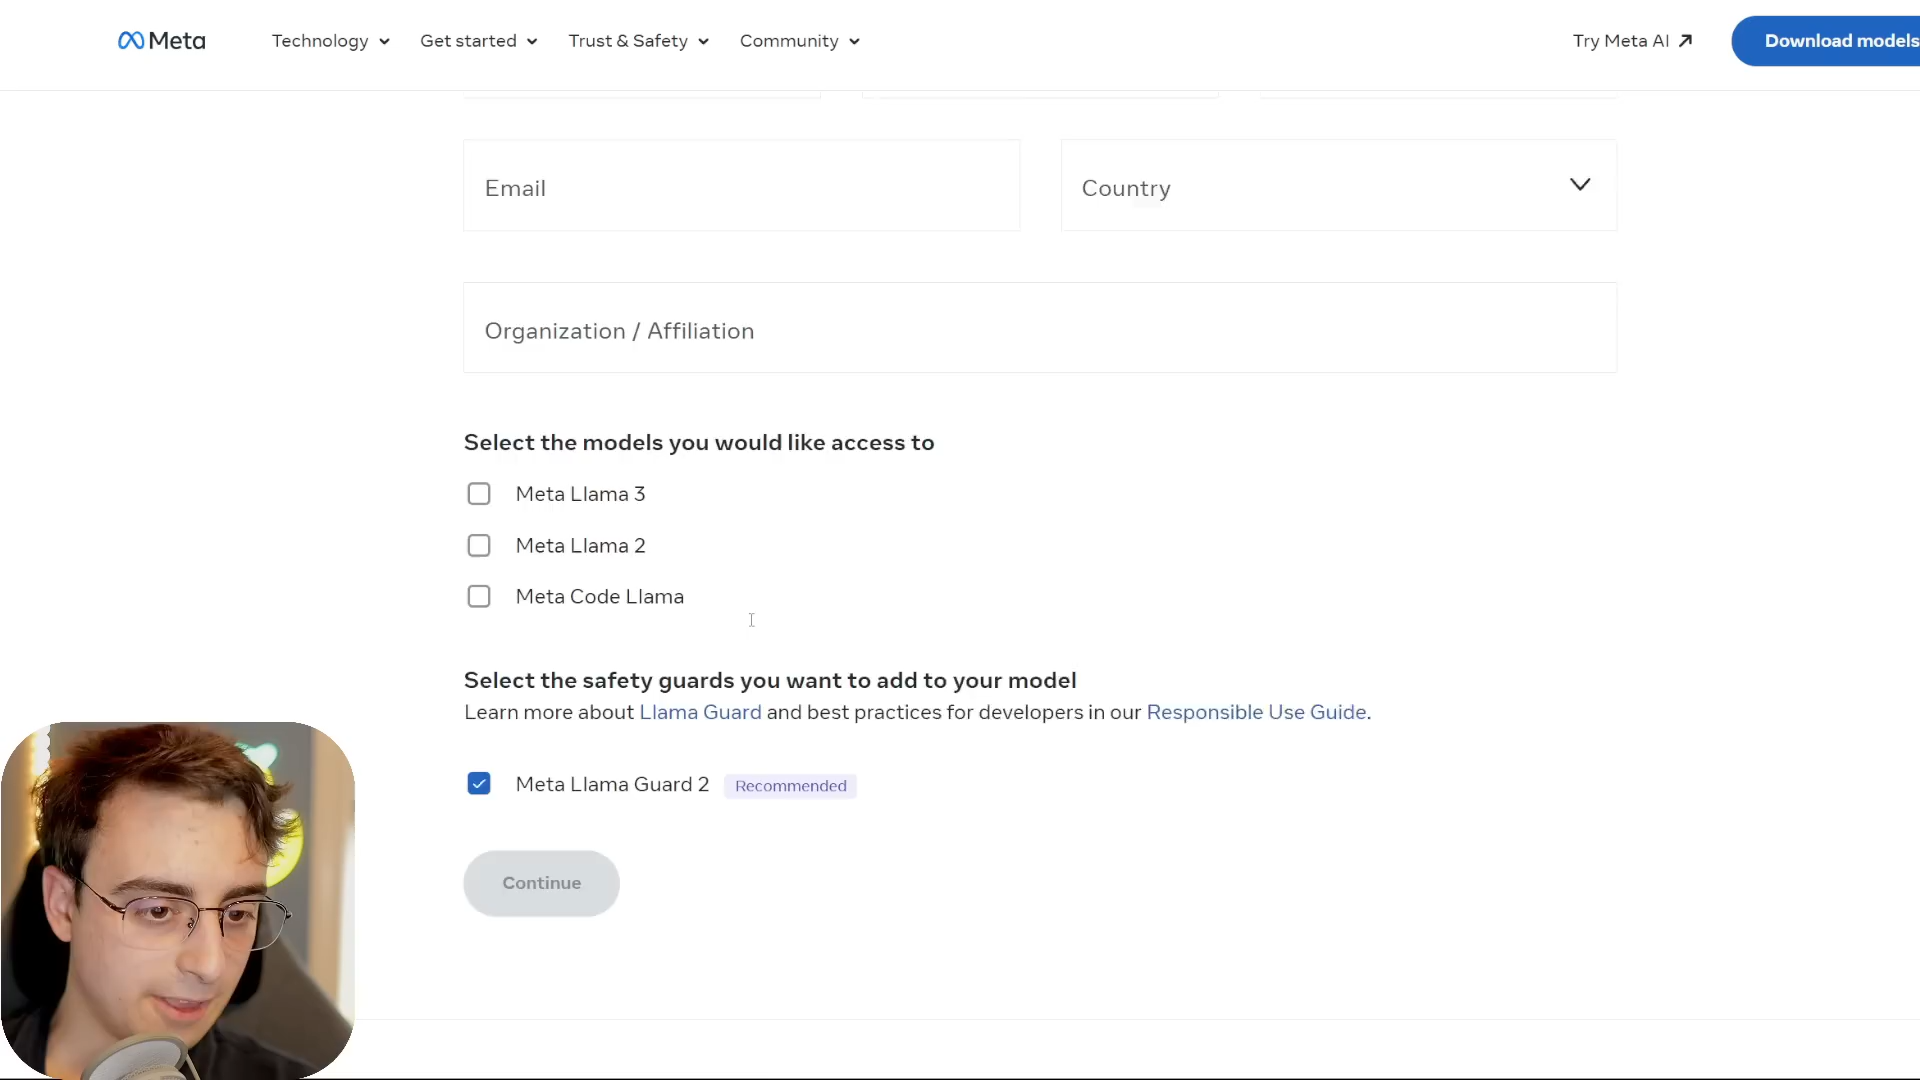 Meta
Technology
Get started
Trust & Safety
Community
Try Meta AI
Download models
Email
Country
Organization / Affiliation
Select the models you would like access to
Meta Llama 3
Meta Llama 2
Meta Code Llama
Select the safety guards you want to add to your model
Learn more about Llama Guard and best practices for developers in our Responsible Use Guide.
Meta Llama Guard 2 Recommended
Continue